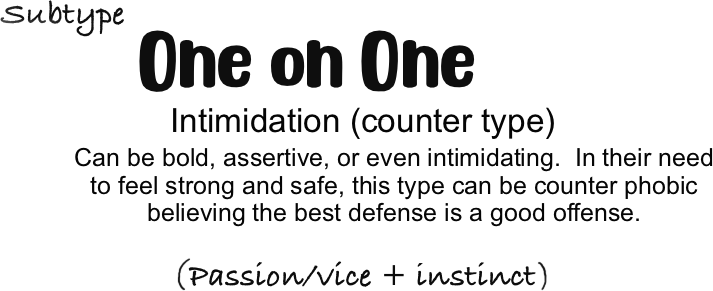 Subtype
One on One
Intimidation (counter type)
Can be bold, assertive, or even intimidating.  In their need
to feel strong and safe, this type can be counter phobic
believing the best defense is a good offense.
(Passion/vice + instinct)